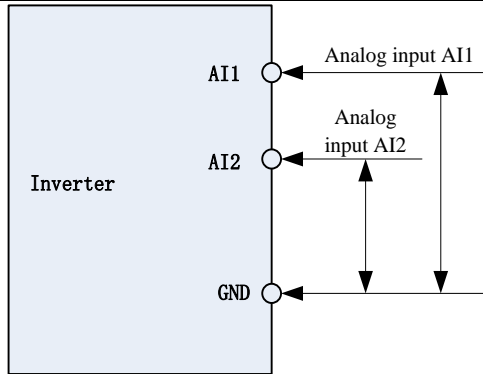 AI1
Analog input AI1
AI2
Analog
input AI2
Inverter
GND